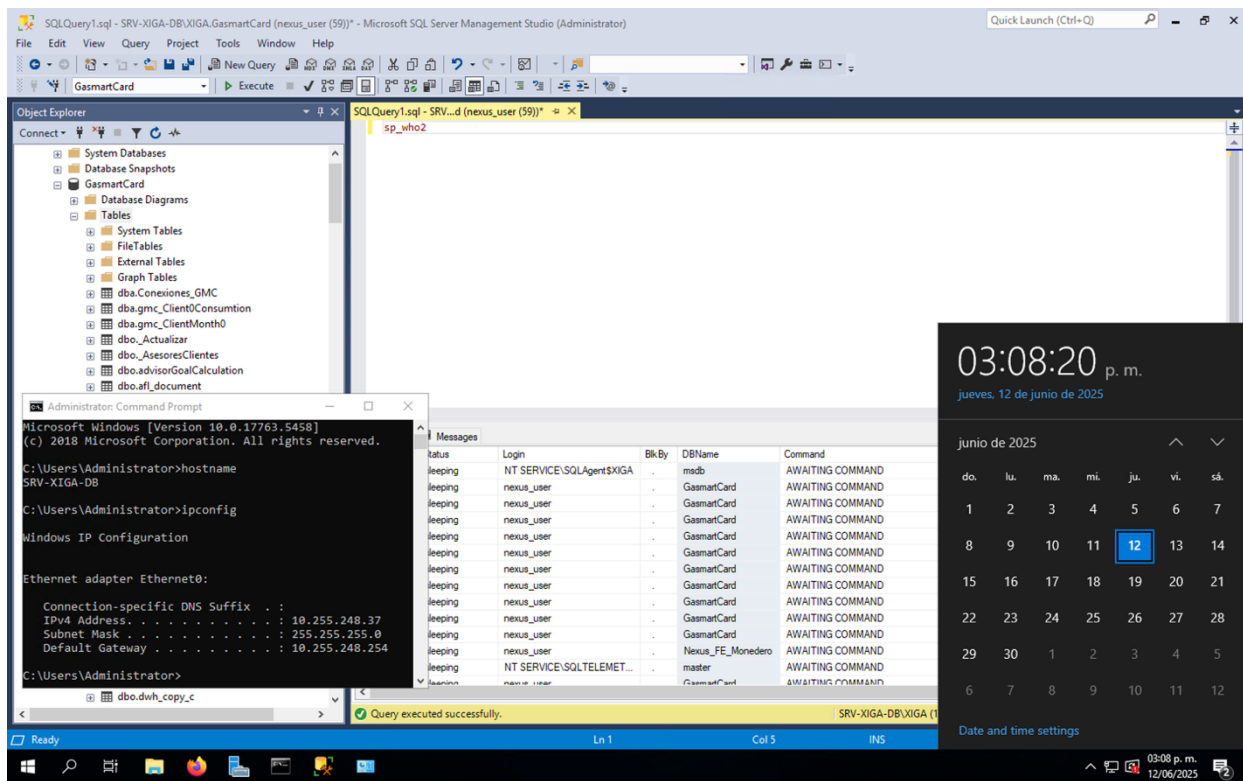 SQLQuery1.sql - SRV-XIGA-DB\XIGA.GasmartCard (nexus_user (59))* - Microsoft SQL Server Management Studio (Administrator)
Quick Launch (Ctrl+Q)
File Edit View Query Project Tools Window Help
New Query
GasmartCard
Execute
Object Explorer
SQLQuery1.sql - SRV...d (nexus_user (59))*
Connect
sp_who2
System Databases
Database Snapshots
GasmartCard
Database Diagrams
Tables
System Tables
FileTables
External Tables
Graph Tables
dba.Conexiones_GMC
dba.gmc_Client0Consumtion
dba.gmc_ClientMonth0
dbo._Actualizar
dbo._AsesoresClientes
dbo.advisorGoalCalculation
dbo.afl_document
Administrator: Command Prompt
Microsoft Windows [Version 10.0.17763.5458]
(c) 2018 Microsoft Corporation. All rights reserved.
C:\Users\Administrator>hostname
SRV-XIGA-DB
C:\Users\Administrator>ipconfig
Windows IP Configuration
Ethernet adapter Ethernet0:
Connection-specific DNS Suffix . :
IPv4 Address. . . . . . . . . . . : 10.255.248.37
Subnet Mask . . . . . . . . . . . : 255.255.255.0
Default Gateway . . . . . . . . . : 10.255.248.254
C:\Users\Administrator>
dbo.dwh_copy_c
Messages
Login BlkBy DBName Command
NT SERVICE\SQLAgent$XIGA . msdb AWAITING COMMAND
nexus_user . GasmartCard AWAITING COMMAND
nexus_user . GasmartCard AWAITING COMMAND
nexus_user . GasmartCard AWAITING COMMAND
nexus_user . GasmartCard AWAITING COMMAND
nexus_user . GasmartCard AWAITING COMMAND
nexus_user . GasmartCard AWAITING COMMAND
nexus_user . GasmartCard AWAITING COMMAND
nexus_user . GasmartCard AWAITING COMMAND
nexus_user . GasmartCard AWAITING COMMAND
nexus_user . GasmartCard AWAITING COMMAND
nexus_user . Nexus_FE_Monedero AWAITING COMMAND
NT SERVICE\SQLTELEMET... . master AWAITING COMMAND
nexus_user . GasmartCard AWAITING COMMAND
Query executed successfully. SRV-XIGA-DB\XIGA (1
Ready Ln 1 Col 5 INS
03:08:20 p. m.
jueves, 12 de junio de 2025
junio de 2025
do. lu. ma. mi. ju. vi. sá.
1 2 3 4 5 6 7
8 9 10 11 12 13 14
15 16 17 18 19 20 21
22 23 24 25 26 27 28
29 30 1 2 3 4 5
6 7 8 9 10 11 12
Date and time settings
03:08 p. m.
12/06/2025
2